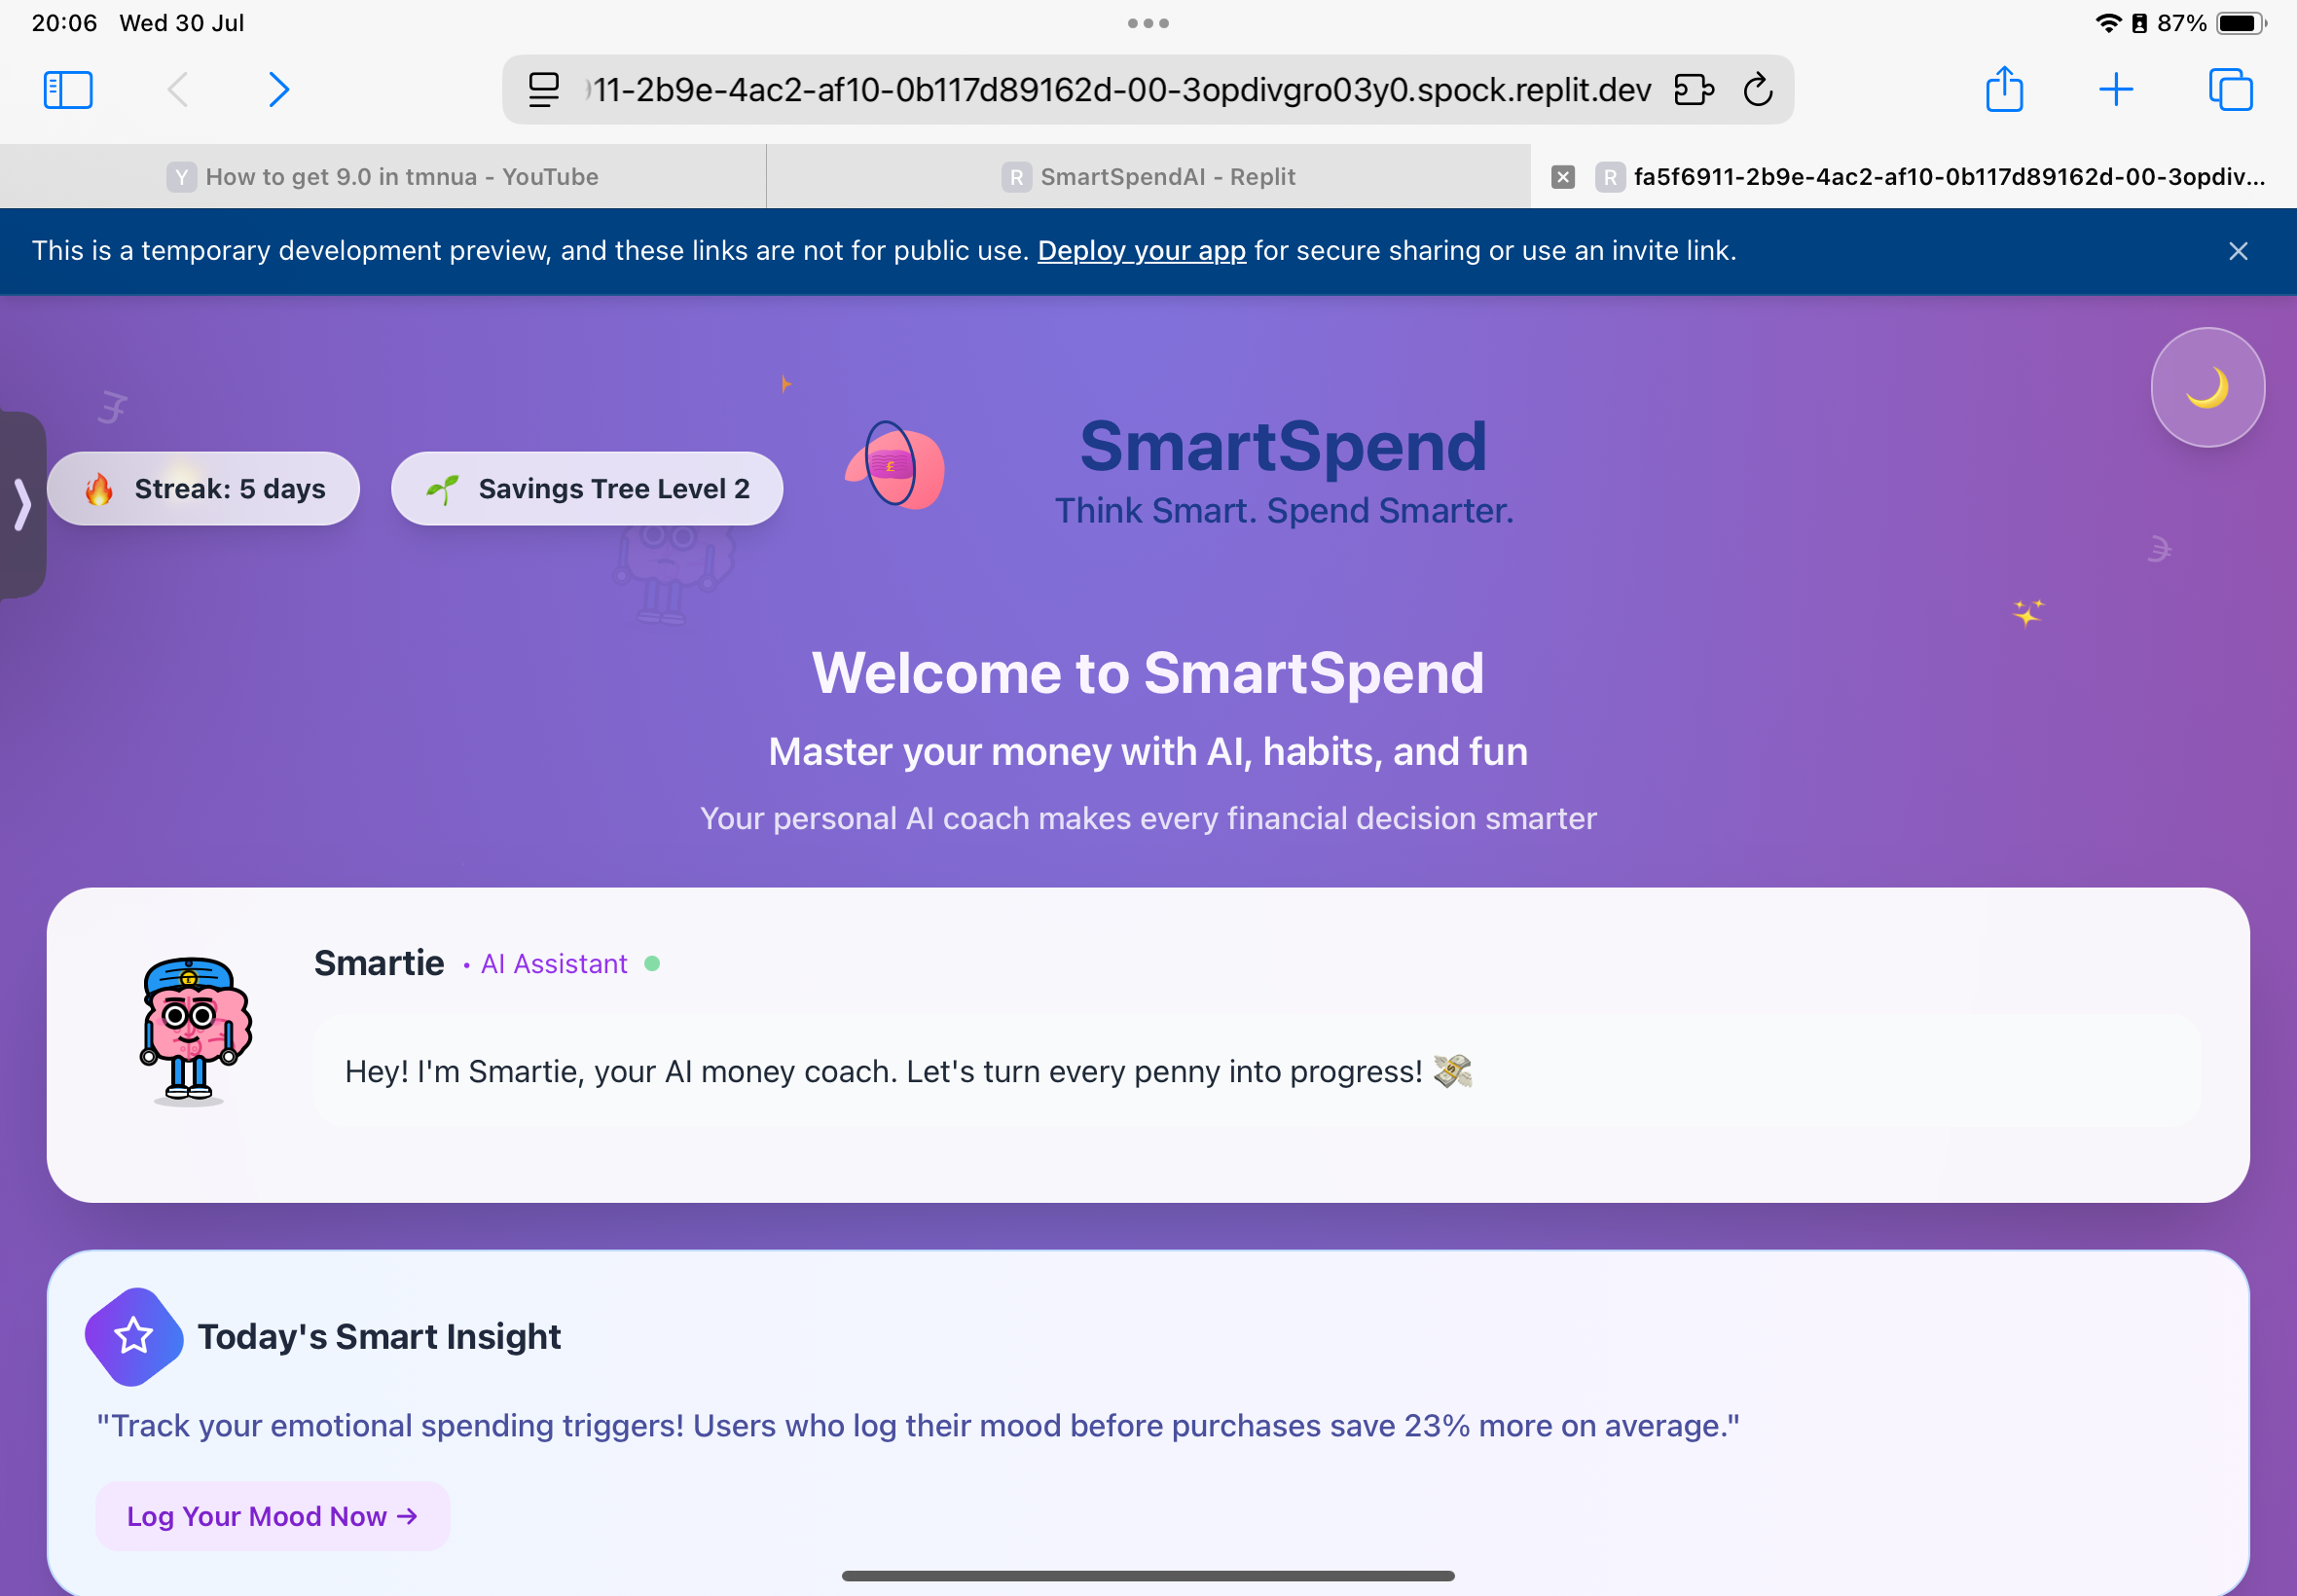 20:06 Wed 30 Jul
87%
11-2b9e-4ac2-af10-0b117d89162d-00-3opdivgro03y0.spock.replit.dev
Y How to get 9.0 in tmnua - YouTube
R SmartSpendAI - Replit
R fa5f6911-2b9e-4ac2-af10-0b117d89162d-00-3opdiv...
This is a temporary development preview, and these links are not for public use. Deploy your app for secure sharing or use an invite link.
🔥 Streak: 5 days
🌱 Savings Tree Level 2
£
SmartSpend
Think Smart. Spend Smarter.
Welcome to SmartSpend
Master your money with AI, habits, and fun
Your personal AI coach makes every financial decision smarter
Smartie • AI Assistant
Hey! I'm Smartie, your AI money coach. Let's turn every penny into progress! 💸
Today's Smart Insight
"Track your emotional spending triggers! Users who log their mood before purchases save 23% more on average."
Log Your Mood Now →